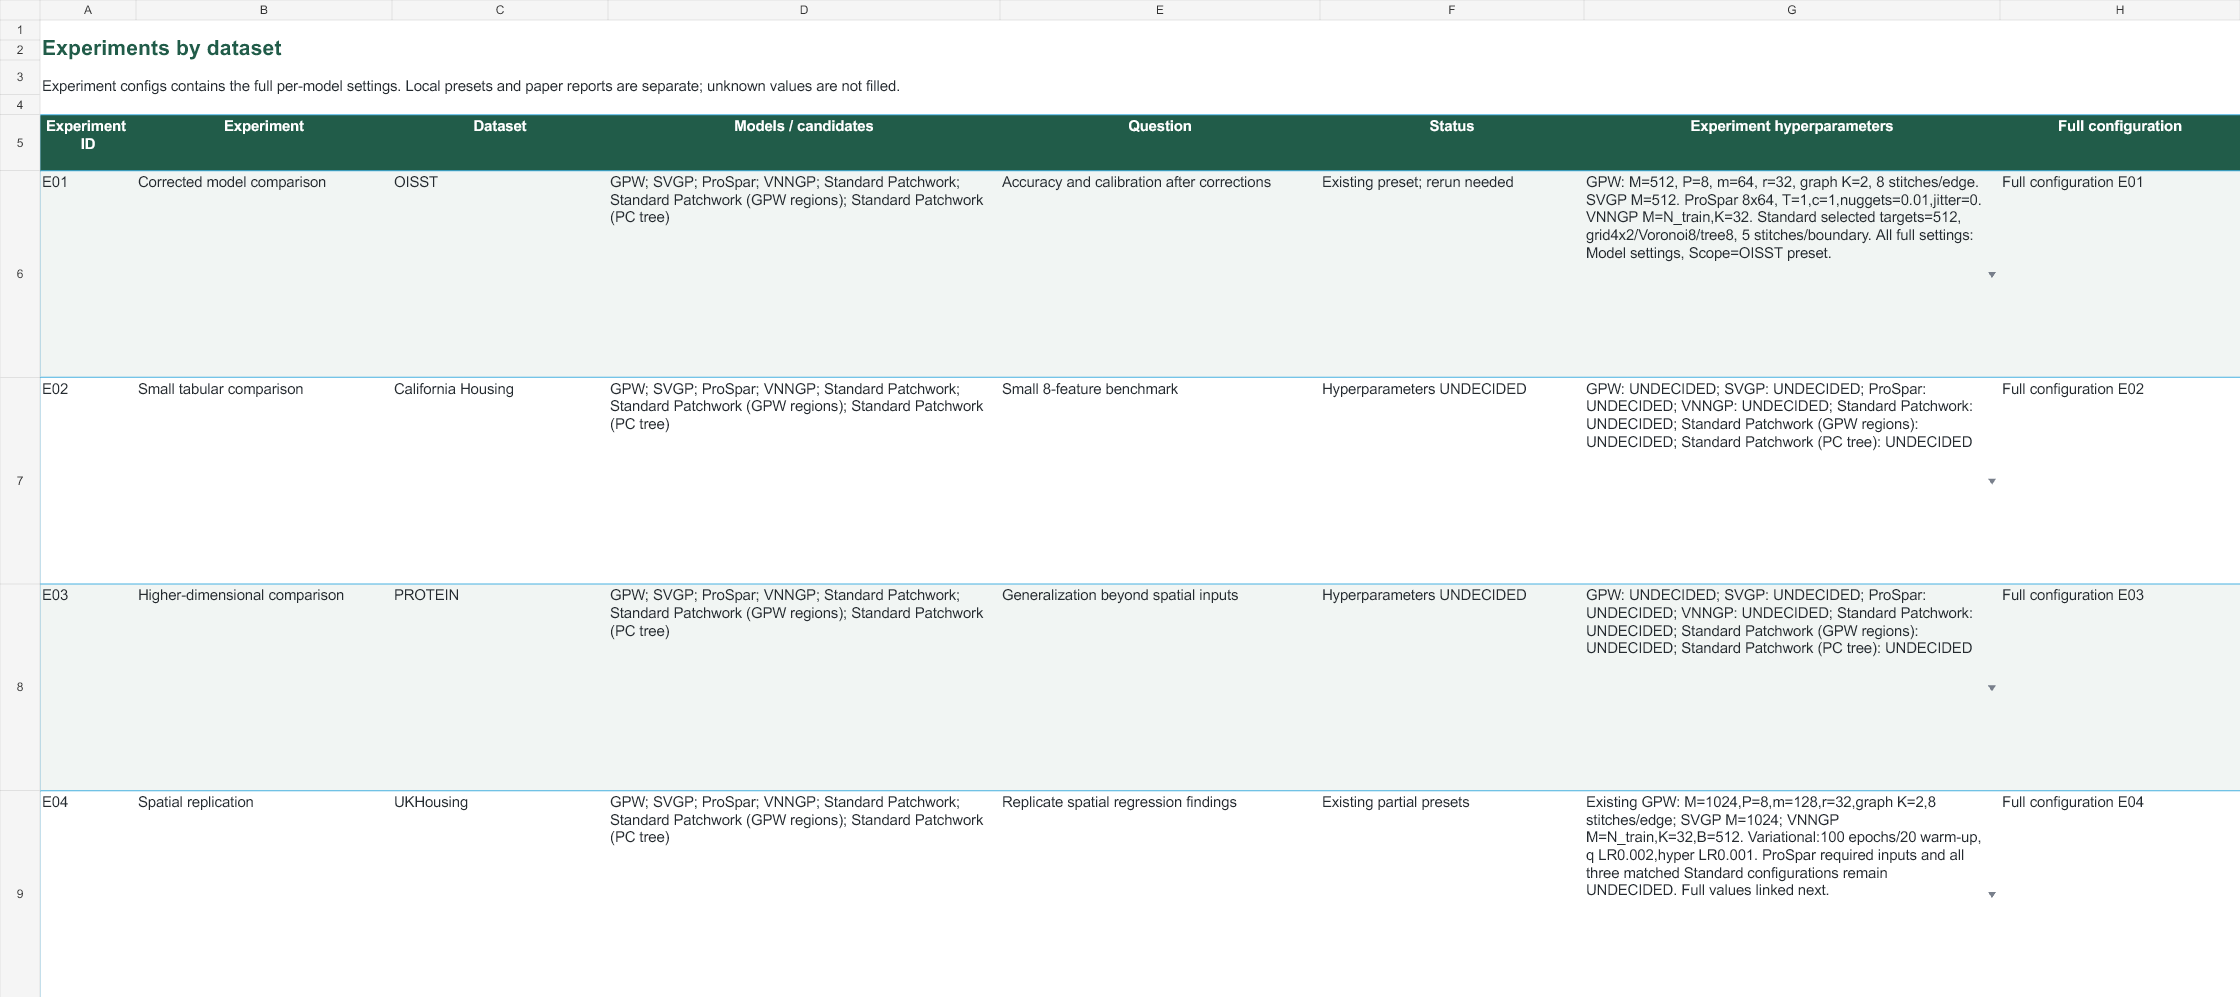 A B C D E F G H
1
2 Experiments by dataset
3 Experiment configs contains the full per-model settings. Local presets and paper reports are separate; unknown values are not filled.
4
5 Experiment ID
Experiment
Dataset
Models / candidates
Question
Status
Experiment hyperparameters
Full configuration
6
E01
Corrected model comparison
OISST
GPW; SVGP; ProSpar; VNNGP; Standard Patchwork;
Standard Patchwork (GPW regions); Standard Patchwork
(PC tree)
Accuracy and calibration after corrections
Existing preset; rerun needed
GPW: M=512, P=8, m=64, r=32, graph K=2, 8 stitches/edge.
SVGP M=512. ProSpar 8x64, T=1,c=1,nuggets=0.01,jitter=0.
VNNGP M=N_train,K=32. Standard selected targets=512,
grid4x2/Voronoi8/tree8, 5 stitches/boundary. All full settings:
Model settings, Scope=OISST preset.
Full configuration E01
7
E02
Small tabular comparison
California Housing
GPW; SVGP; ProSpar; VNNGP; Standard Patchwork;
Standard Patchwork (GPW regions); Standard Patchwork
(PC tree)
Small 8-feature benchmark
Hyperparameters UNDECIDED
GPW: UNDECIDED; SVGP: UNDECIDED; ProSpar:
UNDECIDED; VNNGP: UNDECIDED; Standard Patchwork:
UNDECIDED; Standard Patchwork (GPW regions):
UNDECIDED; Standard Patchwork (PC tree): UNDECIDED
Full configuration E02
8
E03
Higher-dimensional comparison
PROTEIN
GPW; SVGP; ProSpar; VNNGP; Standard Patchwork;
Standard Patchwork (GPW regions); Standard Patchwork
(PC tree)
Generalization beyond spatial inputs
Hyperparameters UNDECIDED
GPW: UNDECIDED; SVGP: UNDECIDED; ProSpar:
UNDECIDED; VNNGP: UNDECIDED; Standard Patchwork:
UNDECIDED; Standard Patchwork (GPW regions):
UNDECIDED; Standard Patchwork (PC tree): UNDECIDED
Full configuration E03
9
E04
Spatial replication
UKHousing
GPW; SVGP; ProSpar; VNNGP; Standard Patchwork;
Standard Patchwork (GPW regions); Standard Patchwork
(PC tree)
Replicate spatial regression findings
Existing partial presets
Existing GPW: M=1024,P=8,m=128,r=32,graph K=2,8
stitches/edge; SVGP M=1024; VNNGP
M=N_train,K=32,B=512. Variational:100 epochs/20 warm-up,
q LR0.002,hyper LR0.001. ProSpar required inputs and all
three matched Standard configurations remain
UNDECIDED. Full values linked next.
Full configuration E04